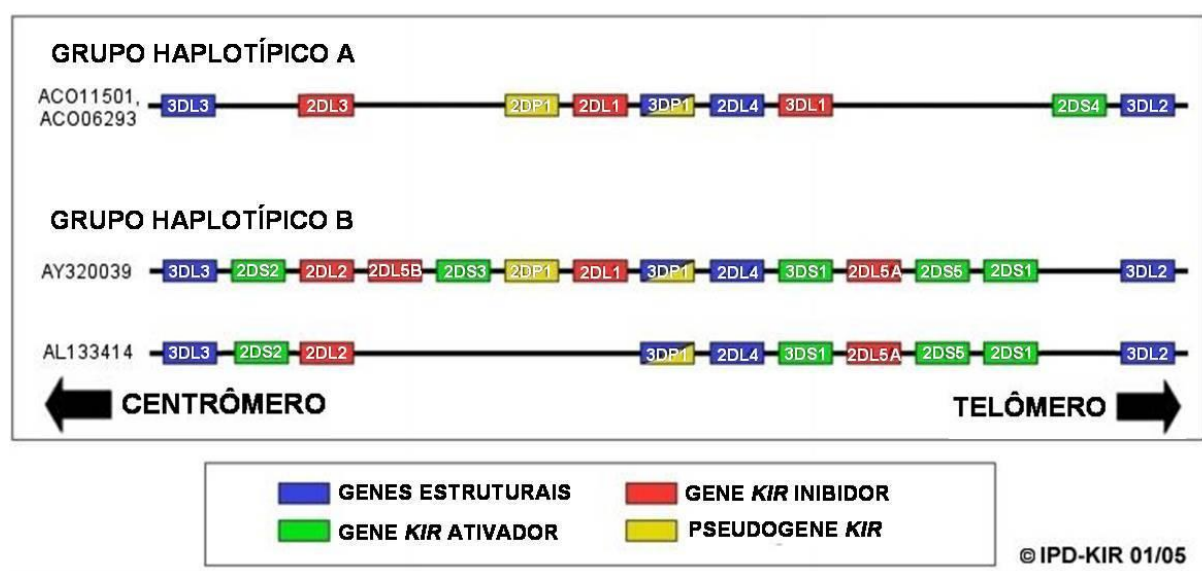 GRUPO HAPLOTÍPICO A
ACO11501,
ACO06293
3DL3 2DL3 2DP1 2DL1 3DP1 2DL4 3DL1 2DS4 3DL2
GRUPO HAPLOTÍPICO B
AY320039 3DL3 2DS2 2DL2 2DL5B 2DS3 2DP1 2DL1 3DP1 2DL4 3DS1 2DL5A 2DS5 2DS1 3DL2
AL133414 3DL3 2DS2 2DL2 3DP1 2DL4 3DS1 2DL5A 2DS5 2DS1 3DL2
CENTRÔMERO TELÔMERO
GENES ESTRUTURAIS GENE KIR INIBIDOR
GENE KIR ATIVADOR PSEUDOGENE KIR
© IPD-KIR 01/05